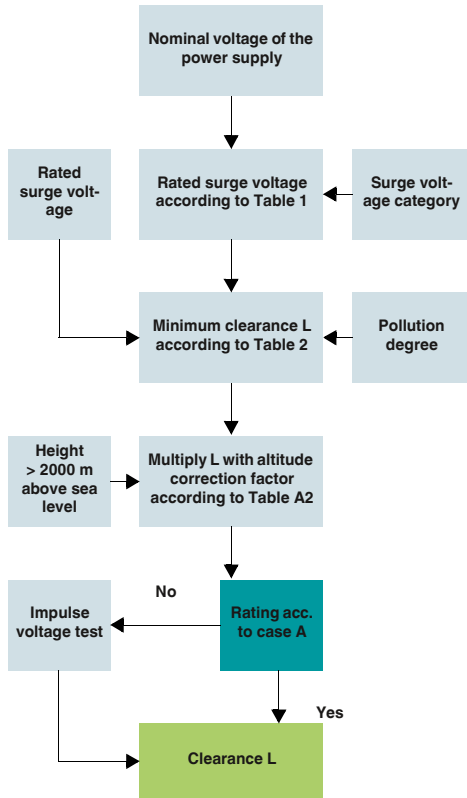 Nominal voltage of the
power supply
Rated
surge volt-
age
Rated surge voltage
according to Table 1
Surge volt-
age category
Minimum clearance L
according to Table 2
Pollution
degree
Height
> 2000 m
above sea
level
Multiply L with altitude
correction factor
according to Table A2
No
Impulse
voltage test
Rating acc.
to case A
Yes
Clearance L